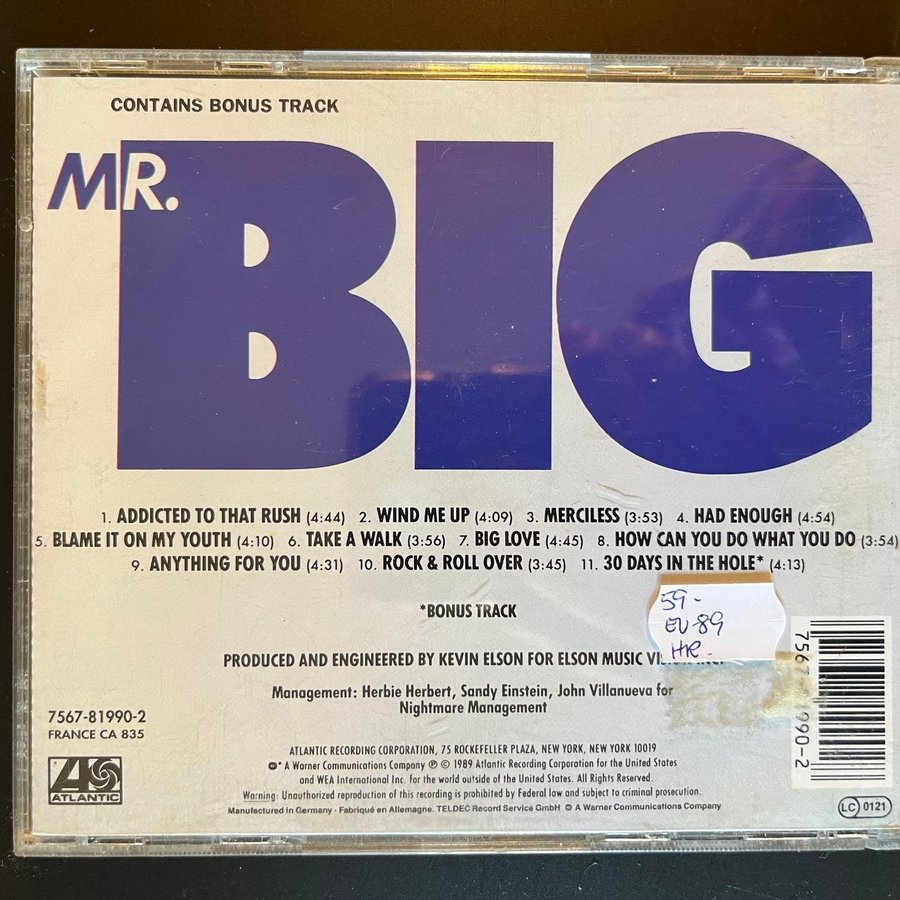 CONTAINS BONUS TRACK
MR.
BIG
1. ADDICTED TO THAT RUSH (4:44) 2. WIND ME UP (4:09) 3. MERCILESS (3:53) 4. HAD ENOUGH (4:54)
5. BLAME IT ON MY YOUTH (4:10) 6. TAKE A WALK (3:56) 7. BIG LOVE (4:45) 8. HOW CAN YOU DO WHAT YOU DO (3:54)
9. ANYTHING FOR YOU (4:31) 10. ROCK & ROLL OVER (3:45) 11. 30 DAYS IN THE HOLE* (4:13)
*BONUS TRACK
59-
EU-89
PRODUCED AND ENGINEERED BY KEVIN ELSON FOR ELSON MUSIC
Management: Herbie Herbert, Sandy Einstein, John Villanueva for
Nightmare Management
7567-81990-2
FRANCE CA 835
ATLANTIC
ATLANTIC RECORDING CORPORATION, 75 ROCKEFELLER PLAZA, NEW YORK, NEW YORK 10019
* A Warner Communications Company ℗ © 1989 Atlantic Recording Corporation for the United States
and WEA International Inc. for the world outside of the United States. All Rights Reserved.
Warning: Unauthorized reproduction of this recording is prohibited by Federal law and subject to criminal prosecution.
Manufactured in Germany · Fabriqué en Allemagne. TELDEC Record Service GmbH A Warner Communications Company
LC 0121